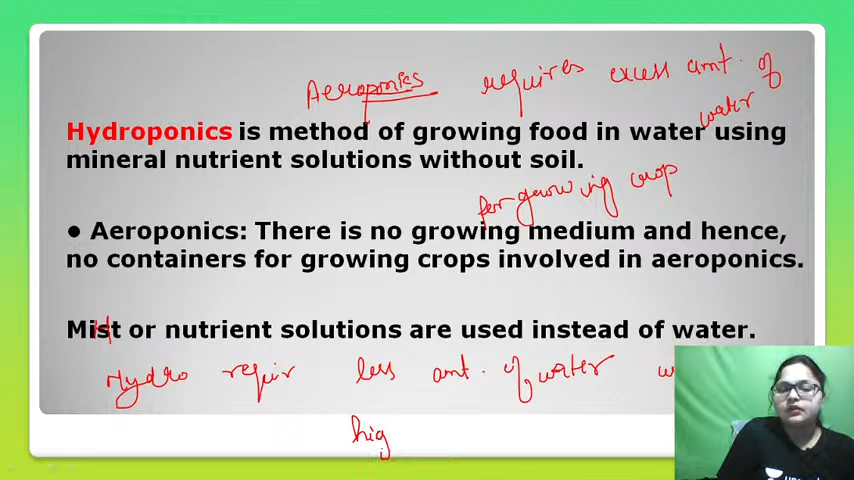 Aeroponics requires excess amt. of
water
Hydroponics is method of growing food in water using
mineral nutrient solutions without soil.
for growing crop
● Aeroponics: There is no growing medium and hence,
no containers for growing crops involved in aeroponics.
Mist or nutrient solutions are used instead of water.
Hydro requir less amt. of water
hig